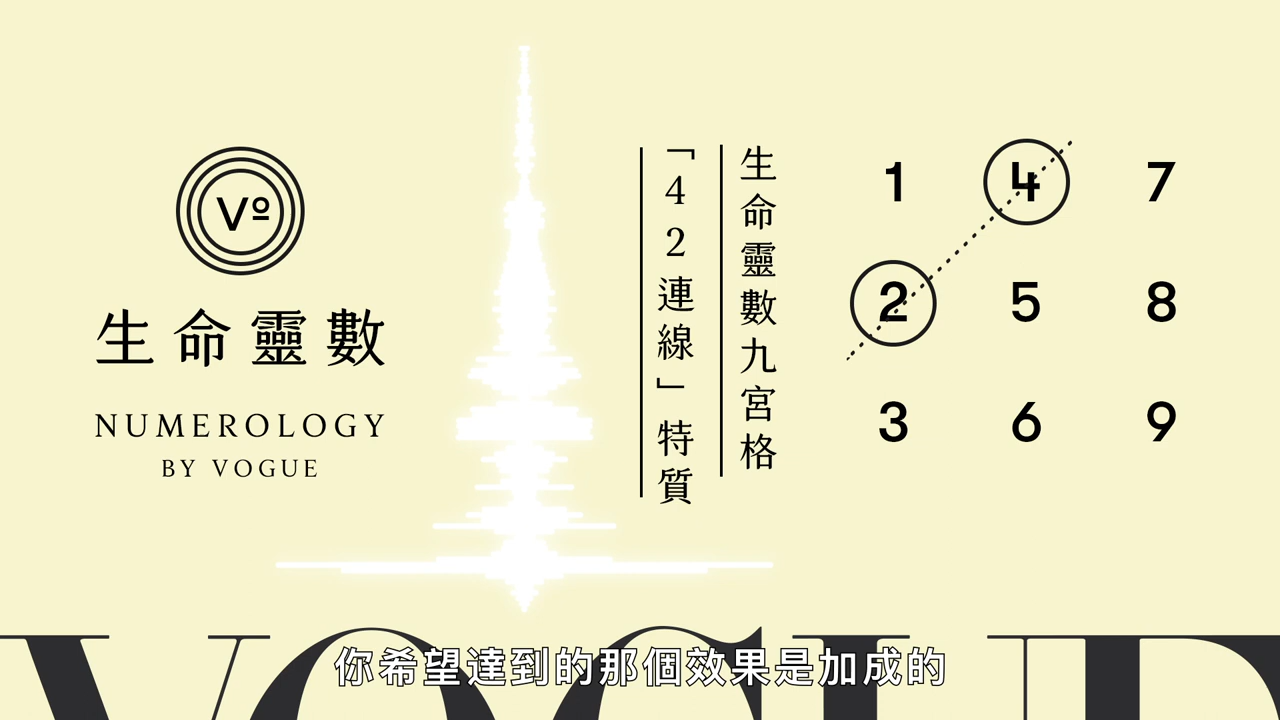 Vº
生命靈數
NUMEROLOGY
BY VOGUE
生命靈數九宮格
「42連線」特質
1 4 7
2 5 8
3 6 9
VOGUE
你希望達到的那個效果是加成的